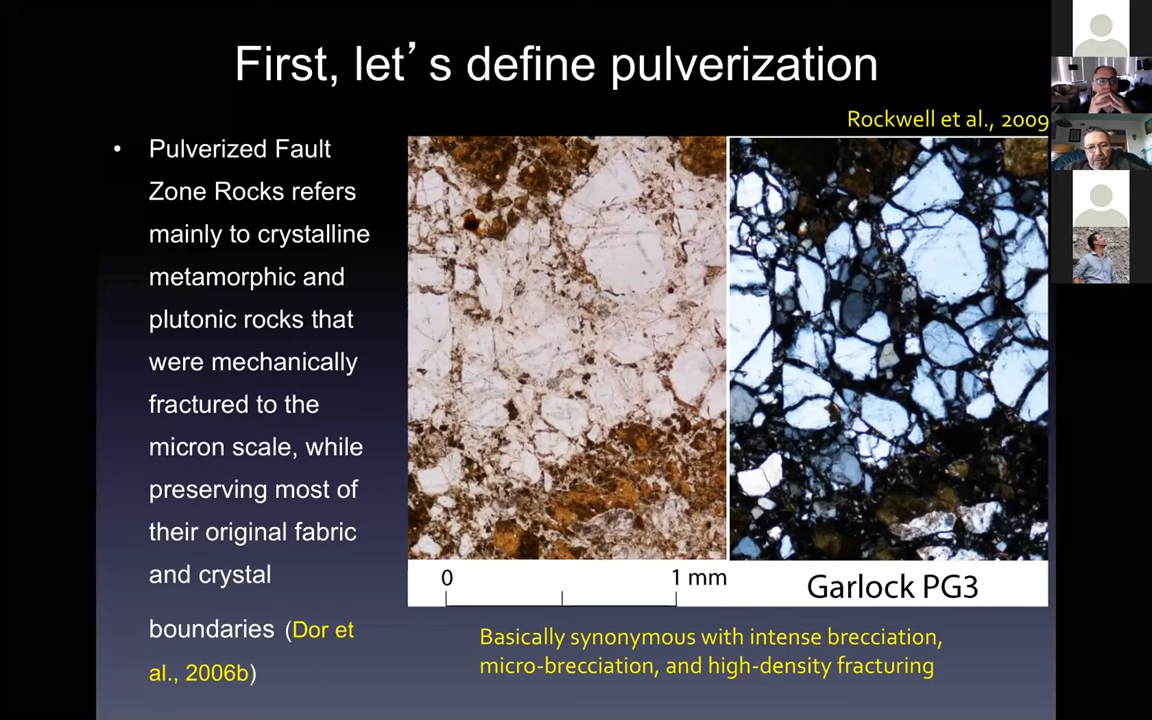 First, let’s define pulverization
Rockwell et al., 2009
• Pulverized Fault
Zone Rocks refers
mainly to crystalline
metamorphic and
plutonic rocks that
were mechanically
fractured to the
micron scale, while
preserving most of
their original fabric
and crystal
boundaries (Dor et
al., 2006b)
0 1 mm
Garlock PG3
Basically synonymous with intense brecciation,
micro-brecciation, and high-density fracturing